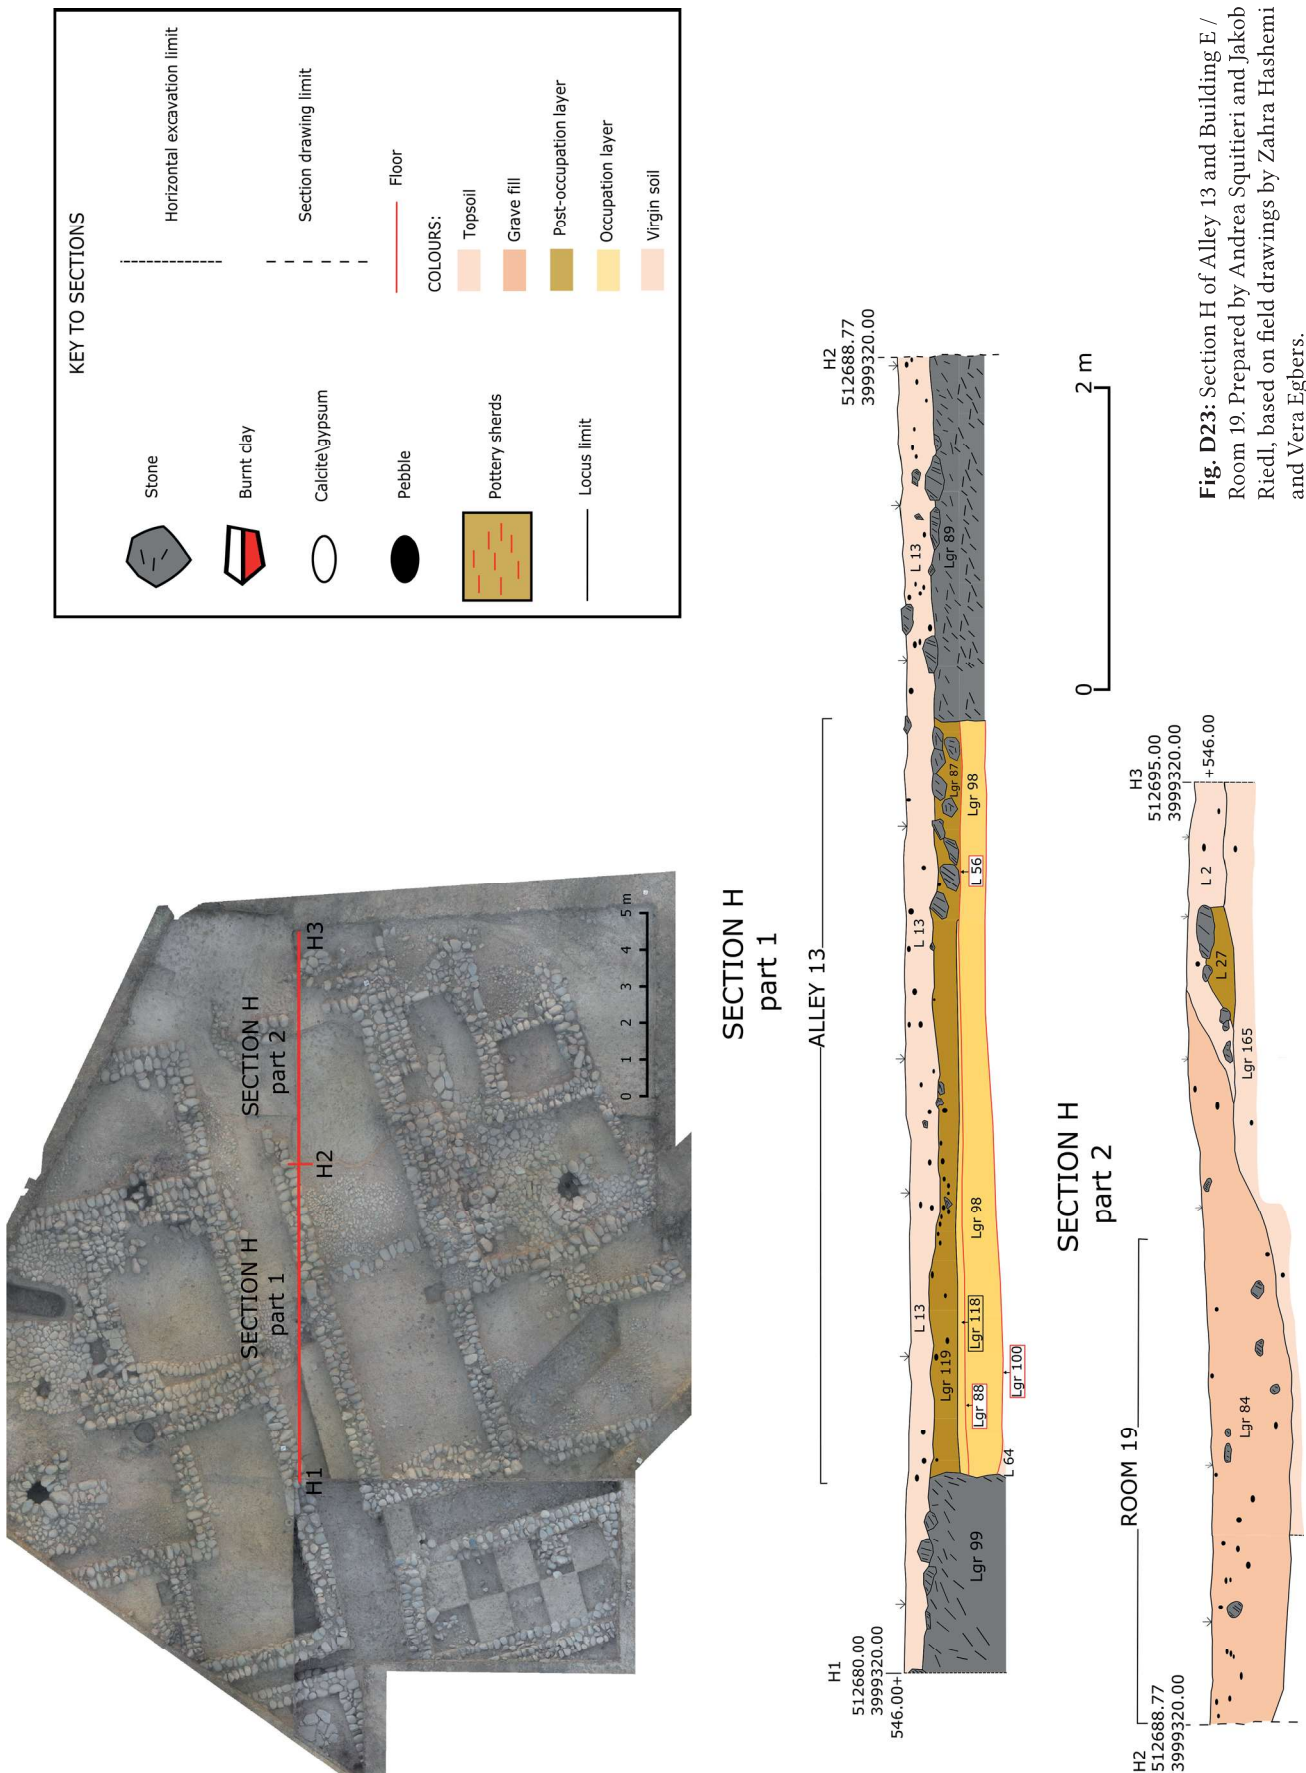 KEY TO SECTIONS
Stone
Burnt clay
Calcite\gypsum
Pebble
Pottery sherds
Locus limit
Horizontal excavation limit
Section drawing limit
Floor
COLOURS:
Topsoil
Grave fill
Post-occupation layer
Occupation layer
Virgin soil
SECTION H
part 1
SECTION H
part 2
H1
H2
H3
0 1 2 3 4 5 m
SECTION H
part 1
ALLEY 13
H1
512680.00
3999320.00
546.00+
H2
512688.77
3999320.00
L 13
L 13
L 13
Lgr 99
L 64
Lgr 119
Lgr 88
Lgr 118
Lgr 100
Lgr 98
L 56
Lgr 87
Lgr 98
Lgr 89
0 2 m
SECTION H
part 2
ROOM 19
H2
512688.77
3999320.00
H3
512695.00
3999320.00
+546.00
Lgr 84
Lgr 165
L 27
L 2
Fig. D23: Section H of Alley 13 and Building E /
Room 19. Prepared by Andrea Squitieri and Jakob
Riedl, based on field drawings by Zahra Hashemi
and Vera Egbers.